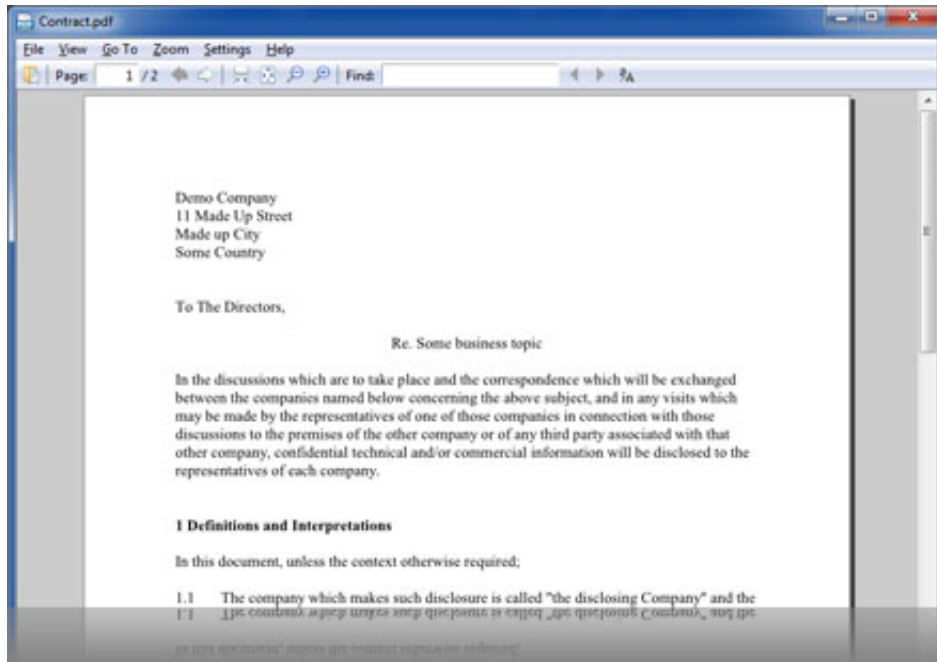 Contract.pdf
File View Go To Zoom Settings Help
Page: 1 / 2 Find:
Demo Company
11 Made Up Street
Made up City
Some Country
To The Directors,
Re. Some business topic
In the discussions which are to take place and the correspondence which will be exchanged
between the companies named below concerning the above subject, and in any visits which
may be made by the representatives of one of those companies in connection with those
discussions to the premises of the other company or of any third party associated with that
other company, confidential technical and/or commercial information will be disclosed to the
representatives of each company.
1 Definitions and Interpretations
In this document, unless the context otherwise required;
1.1 The company which makes such disclosure is called "the disclosing Company" and the